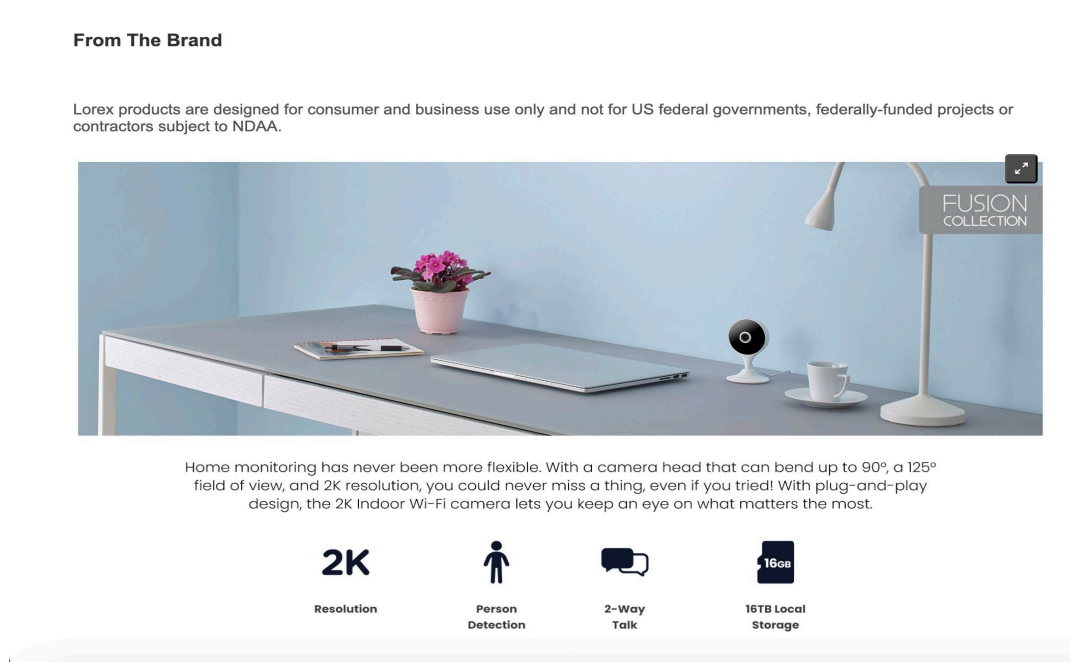 From The Brand
Lorex products are designed for consumer and business use only and not for US federal governments, federally-funded projects or
contractors subject to NDAA.
FUSION
COLLECTION
Home monitoring has never been more flexible. With a camera head that can bend up to 90°, a 125°
field of view, and 2K resolution, you could never miss a thing, even if you tried! With plug-and-play
design, the 2K Indoor Wi-Fi camera lets you keep an eye on what matters the most.
2K
Resolution
Person
Detection
2-Way
Talk
16GB
16TB Local
Storage